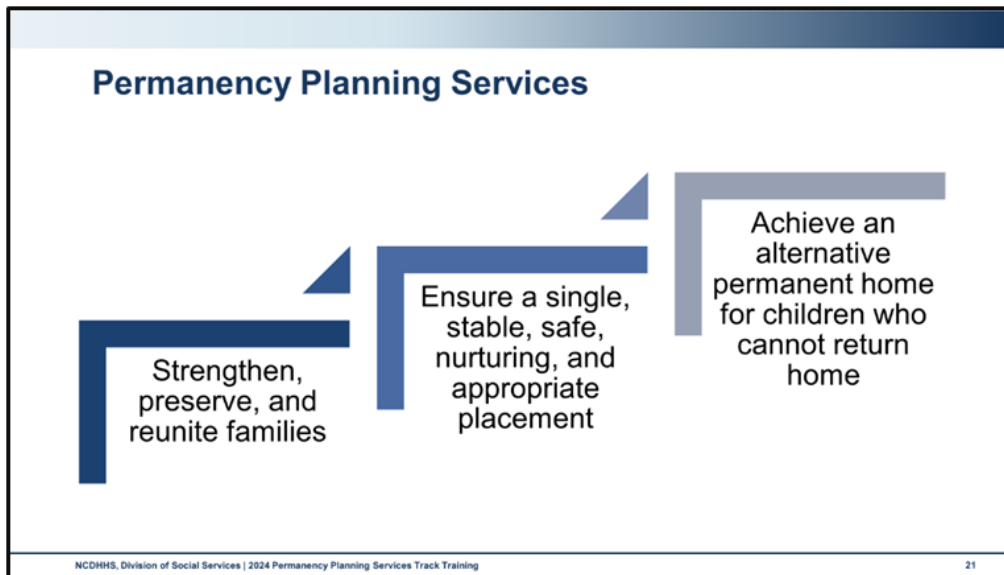 Permanency Planning Services
Strengthen,
preserve, and
reunite families
Ensure a single,
stable, safe,
nurturing, and
appropriate
placement
Achieve an
alternative
permanent home
for children who
cannot return
home
NCDHHS, Division of Social Services | 2024 Permanency Planning Services Track Training
21